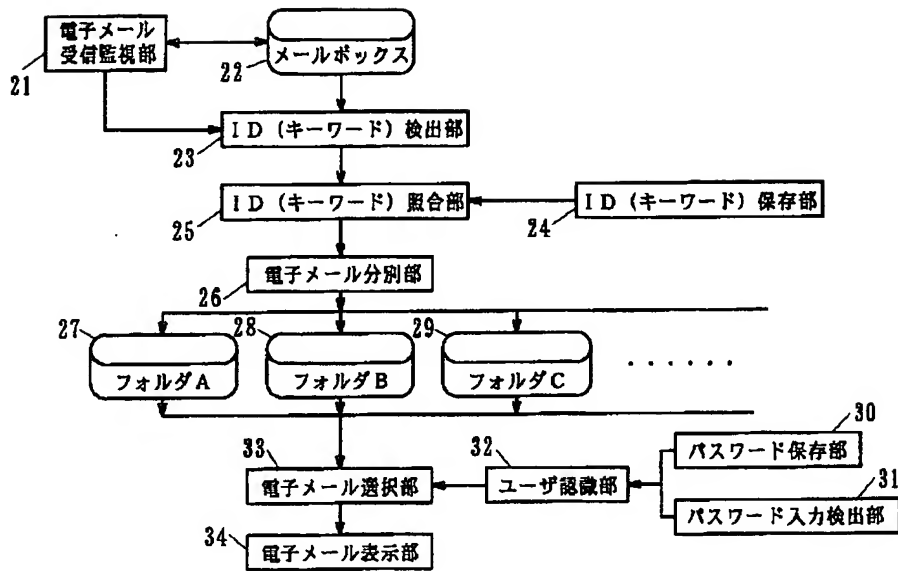 電子メール
受信監視部
21
メールボックス
22
ID(キーワード)検出部
23
ID(キーワード)照合部
25
ID(キーワード)保存部
24
電子メール分別部
26
27
28
29
フォルダA
フォルダB
フォルダC
......
30
パスワード保存部
33
32
電子メール選択部
ユーザ認識部
31
パスワード入力検出部
34
電子メール表示部